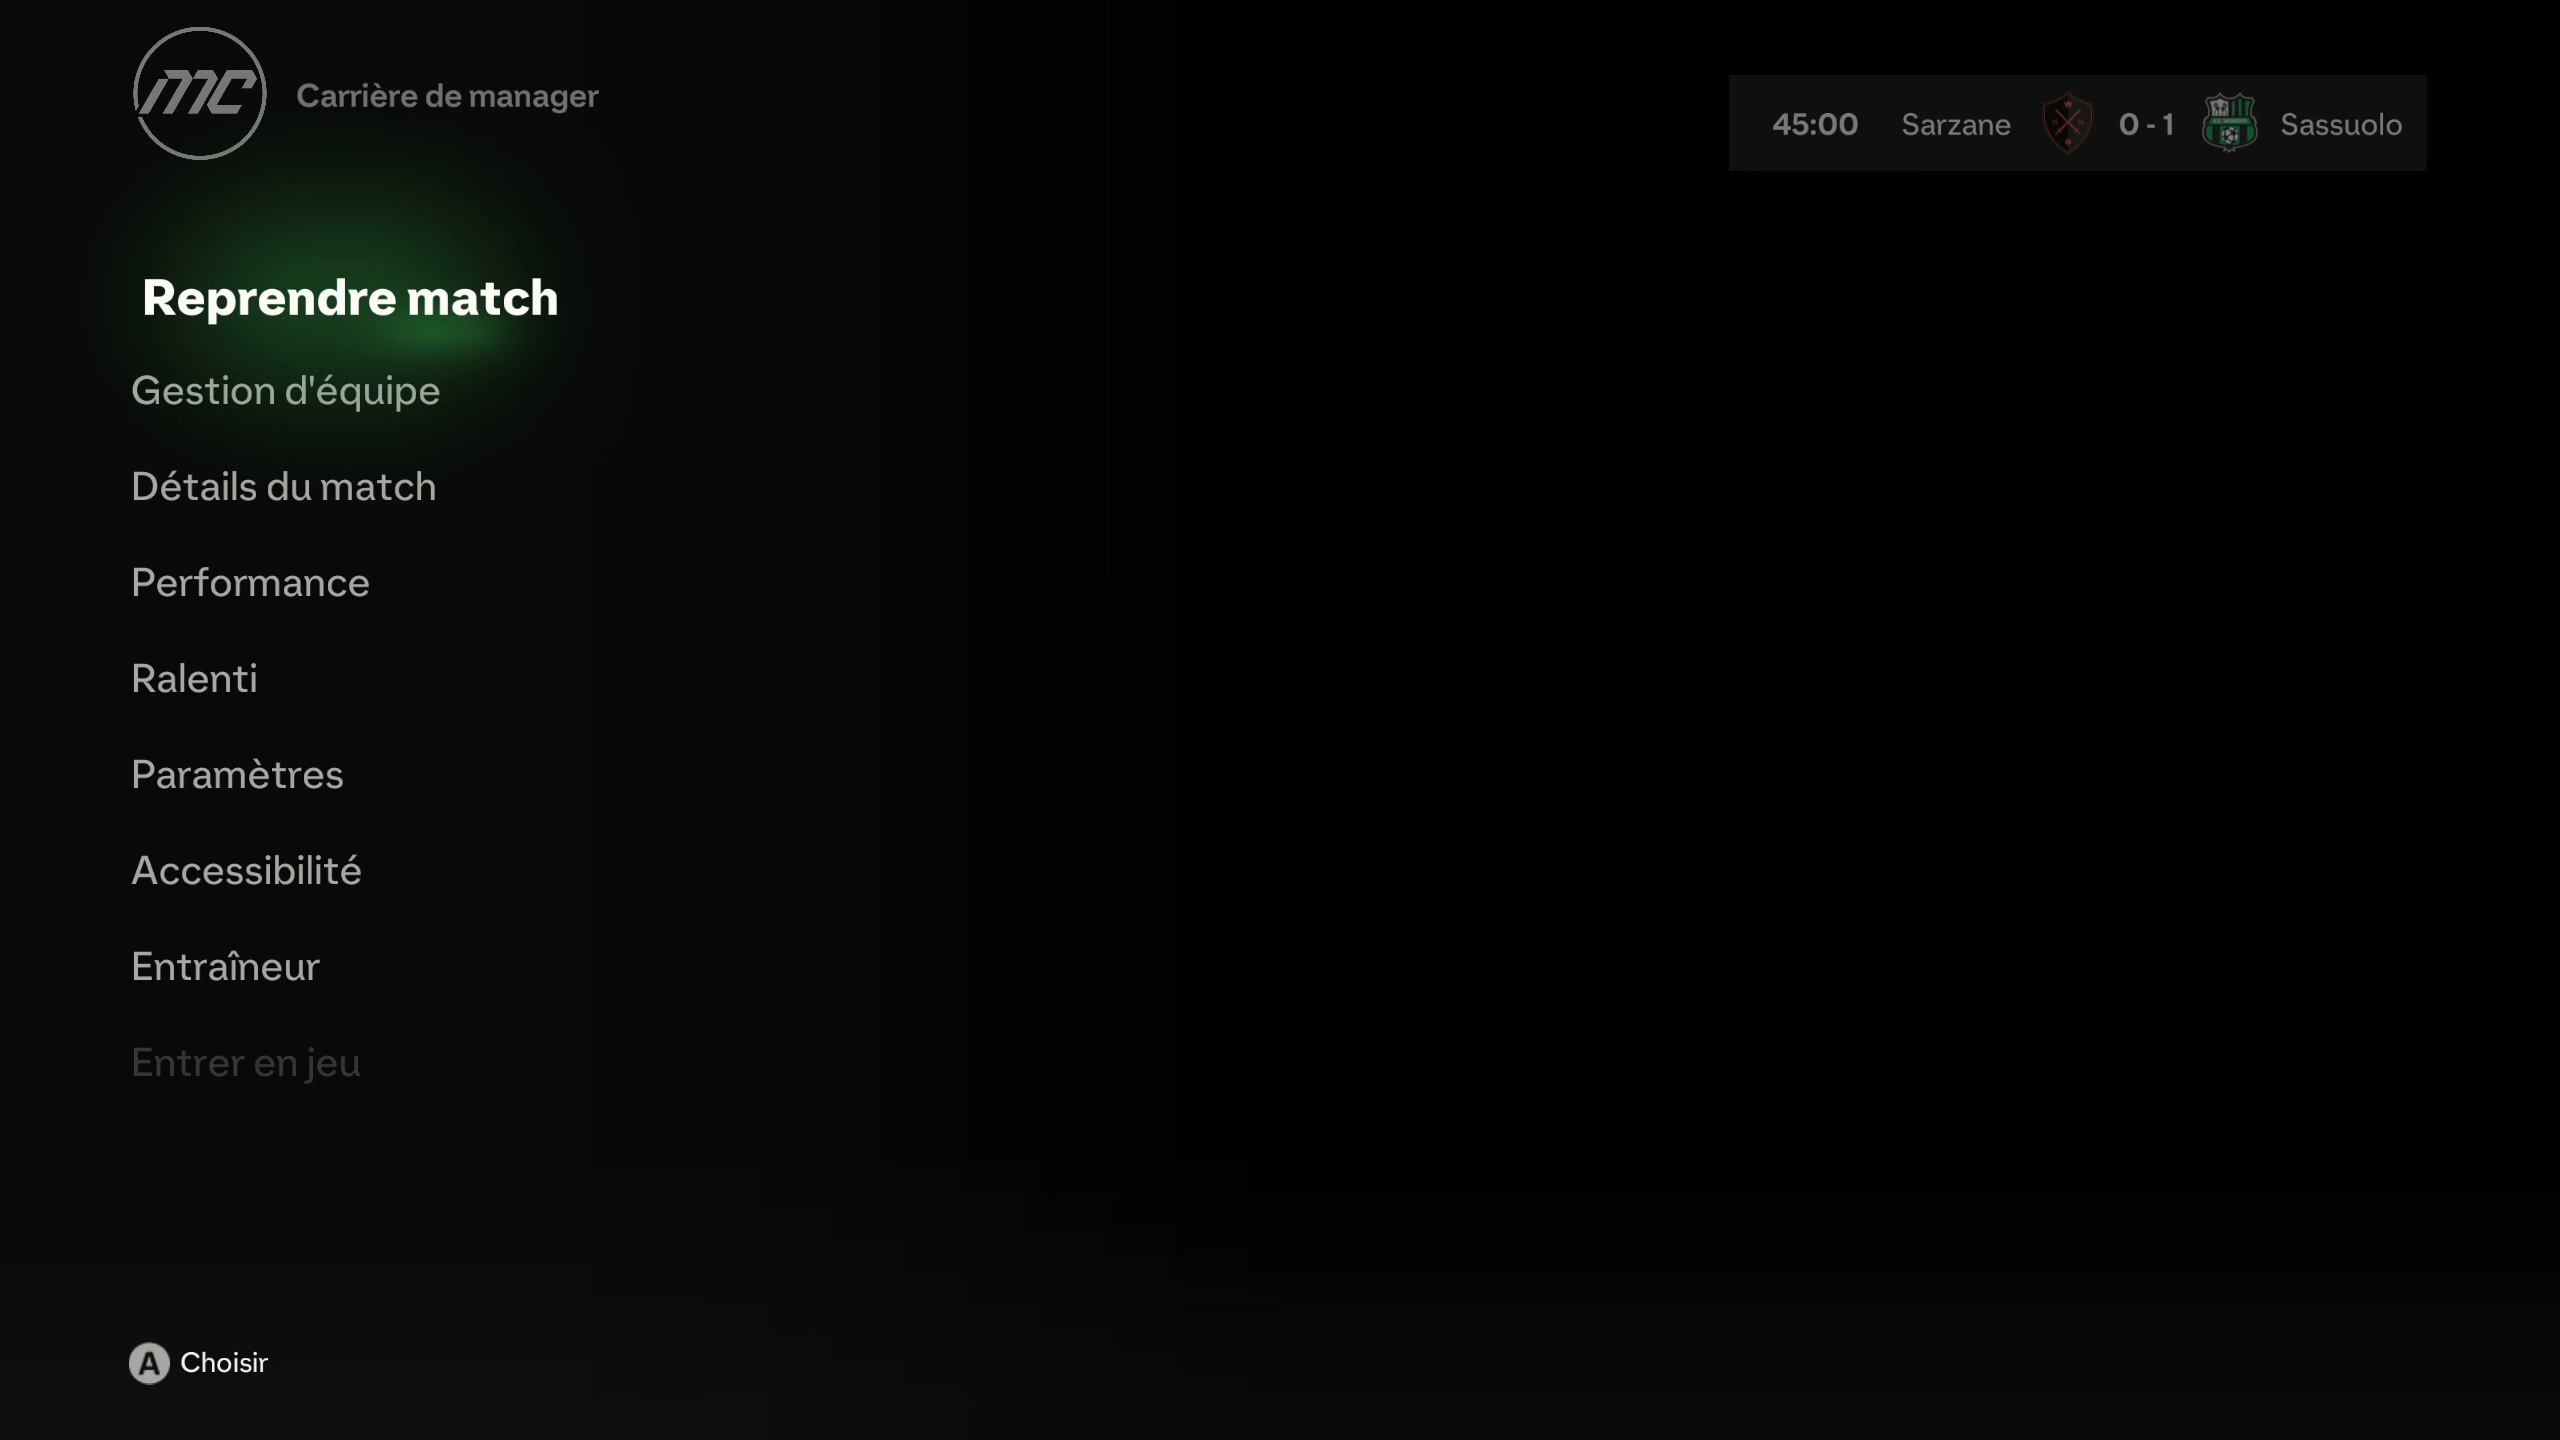 MC Carrière de manager
45:00 Sarzane 0 - 1 Sassuolo
Reprendre match
Gestion d'équipe
Détails du match
Performance
Ralenti
Paramètres
Accessibilité
Entraîneur
Entrer en jeu
A Choisir